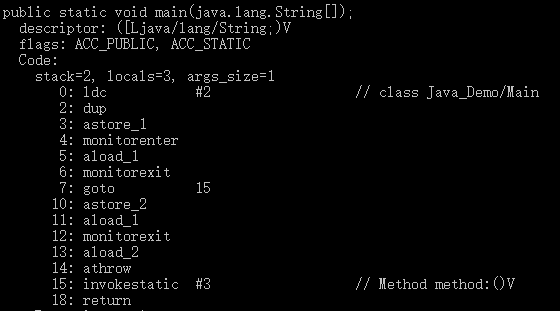 public static void main(java.lang.String[]);
descriptor: ([Ljava/lang/String;)V
flags: ACC_PUBLIC, ACC_STATIC
Code:
stack=2, locals=3, args_size=1
0: ldc #2 // class Java_Demo/Main
2: dup
3: astore_1
4: monitorenter
5: aload_1
6: monitorexit
7: goto 15
10: astore_2
11: aload_1
12: monitorexit
13: aload_2
14: athrow
15: invokestatic #3 // Method method:()V
18: return